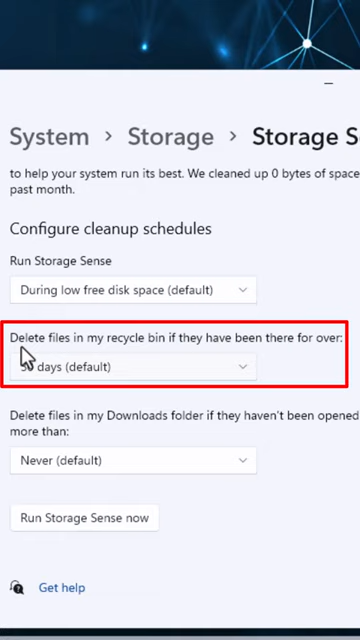 System > Storage > Storage S
to help your system run its best. We cleaned up 0 bytes of space
past month.
Configure cleanup schedules
Run Storage Sense
During low free disk space (default)
Delete files in my recycle bin if they have been there for over:
days (default)
Delete files in my Downloads folder if they haven't been opened
more than:
Never (default)
Run Storage Sense now
Get help